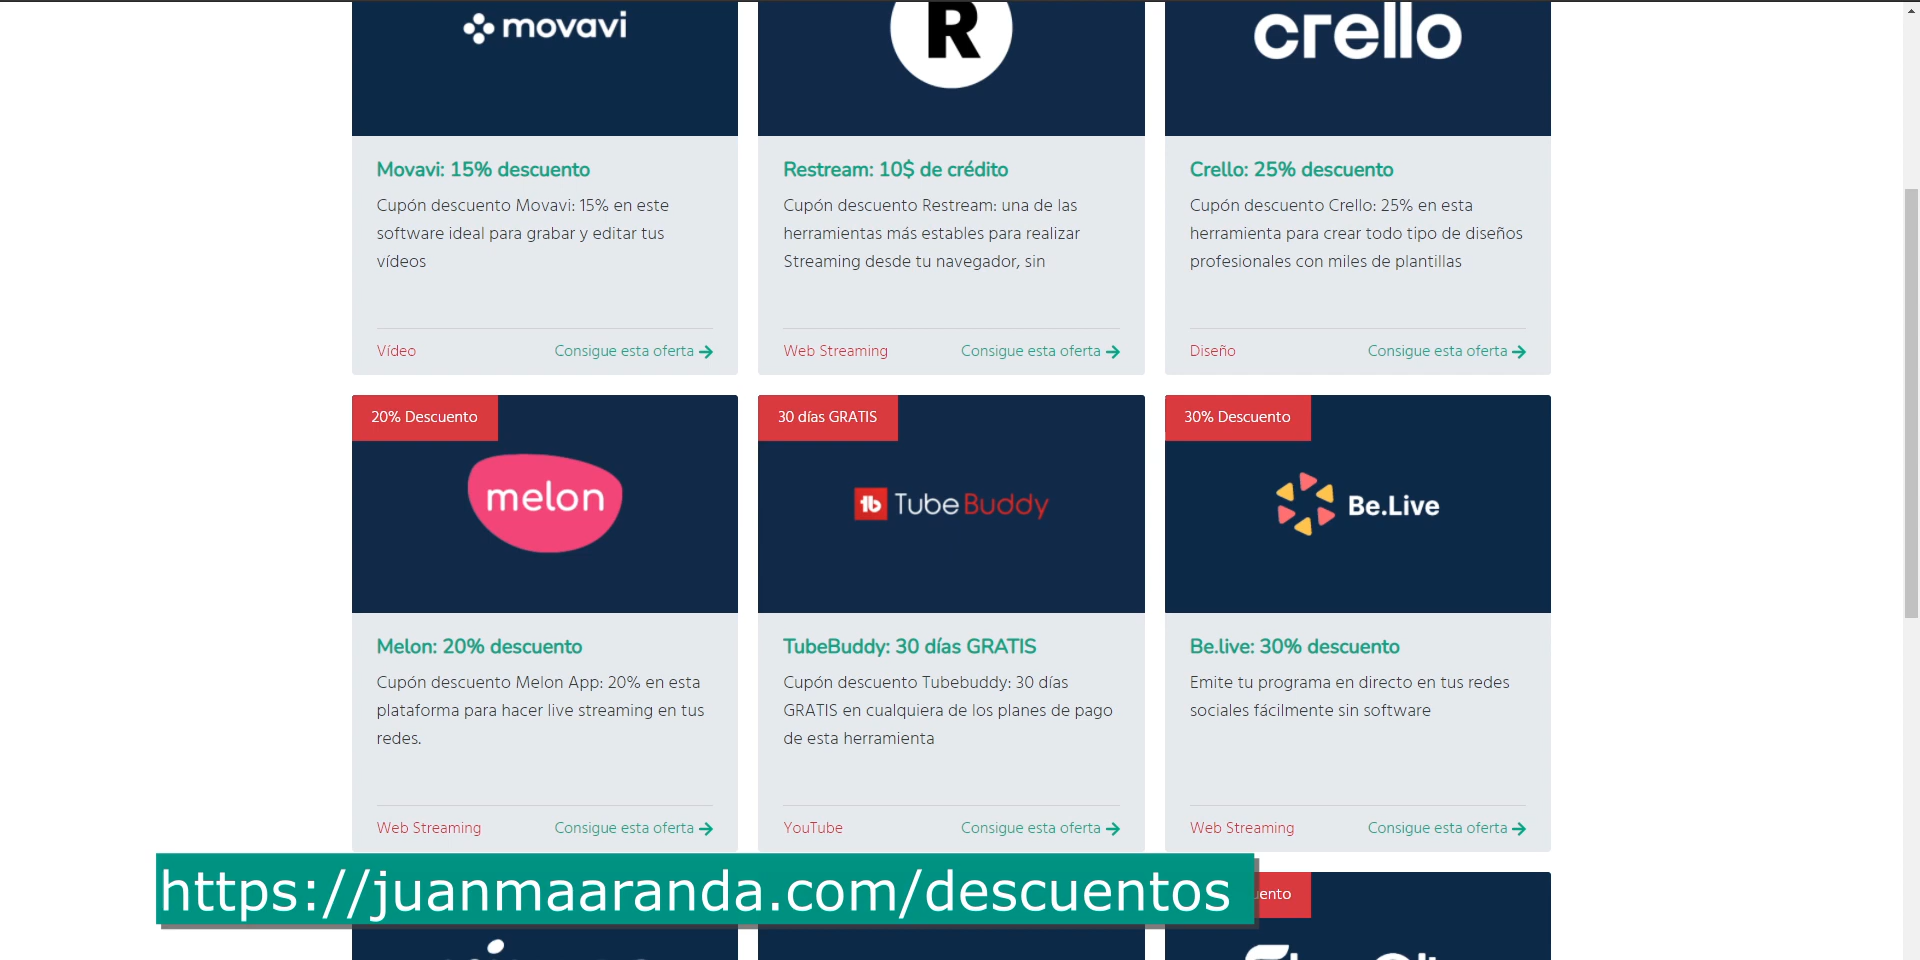 movavi
R
crello
Movavi: 15% descuento
Cupón descuento Movavi: 15% en este
software ideal para grabar y editar tus
vídeos
Vídeo
Consigue esta oferta →
Restream: 10$ de crédito
Cupón descuento Restream: una de las
herramientas más estables para realizar
Streaming desde tu navegador, sin
Web Streaming
Consigue esta oferta →
Crello: 25% descuento
Cupón descuento Crello: 25% en esta
herramienta para crear todo tipo de diseños
profesionales con miles de plantillas
Diseño
Consigue esta oferta →
20% Descuento
melon
Melon: 20% descuento
Cupón descuento Melon App: 20% en esta
plataforma para hacer live streaming en tus
redes.
Web Streaming
Consigue esta oferta →
30 días GRATIS
tb TubeBuddy
TubeBuddy: 30 días GRATIS
Cupón descuento Tubebuddy: 30 días
GRATIS en cualquiera de los planes de pago
de esta herramienta
YouTube
Consigue esta oferta →
30% Descuento
Be.Live
Be.live: 30% descuento
Emite tu programa en directo en tus redes
sociales fácilmente sin software
Web Streaming
Consigue esta oferta →
https://juanmaaranda.com/descuentos
ento